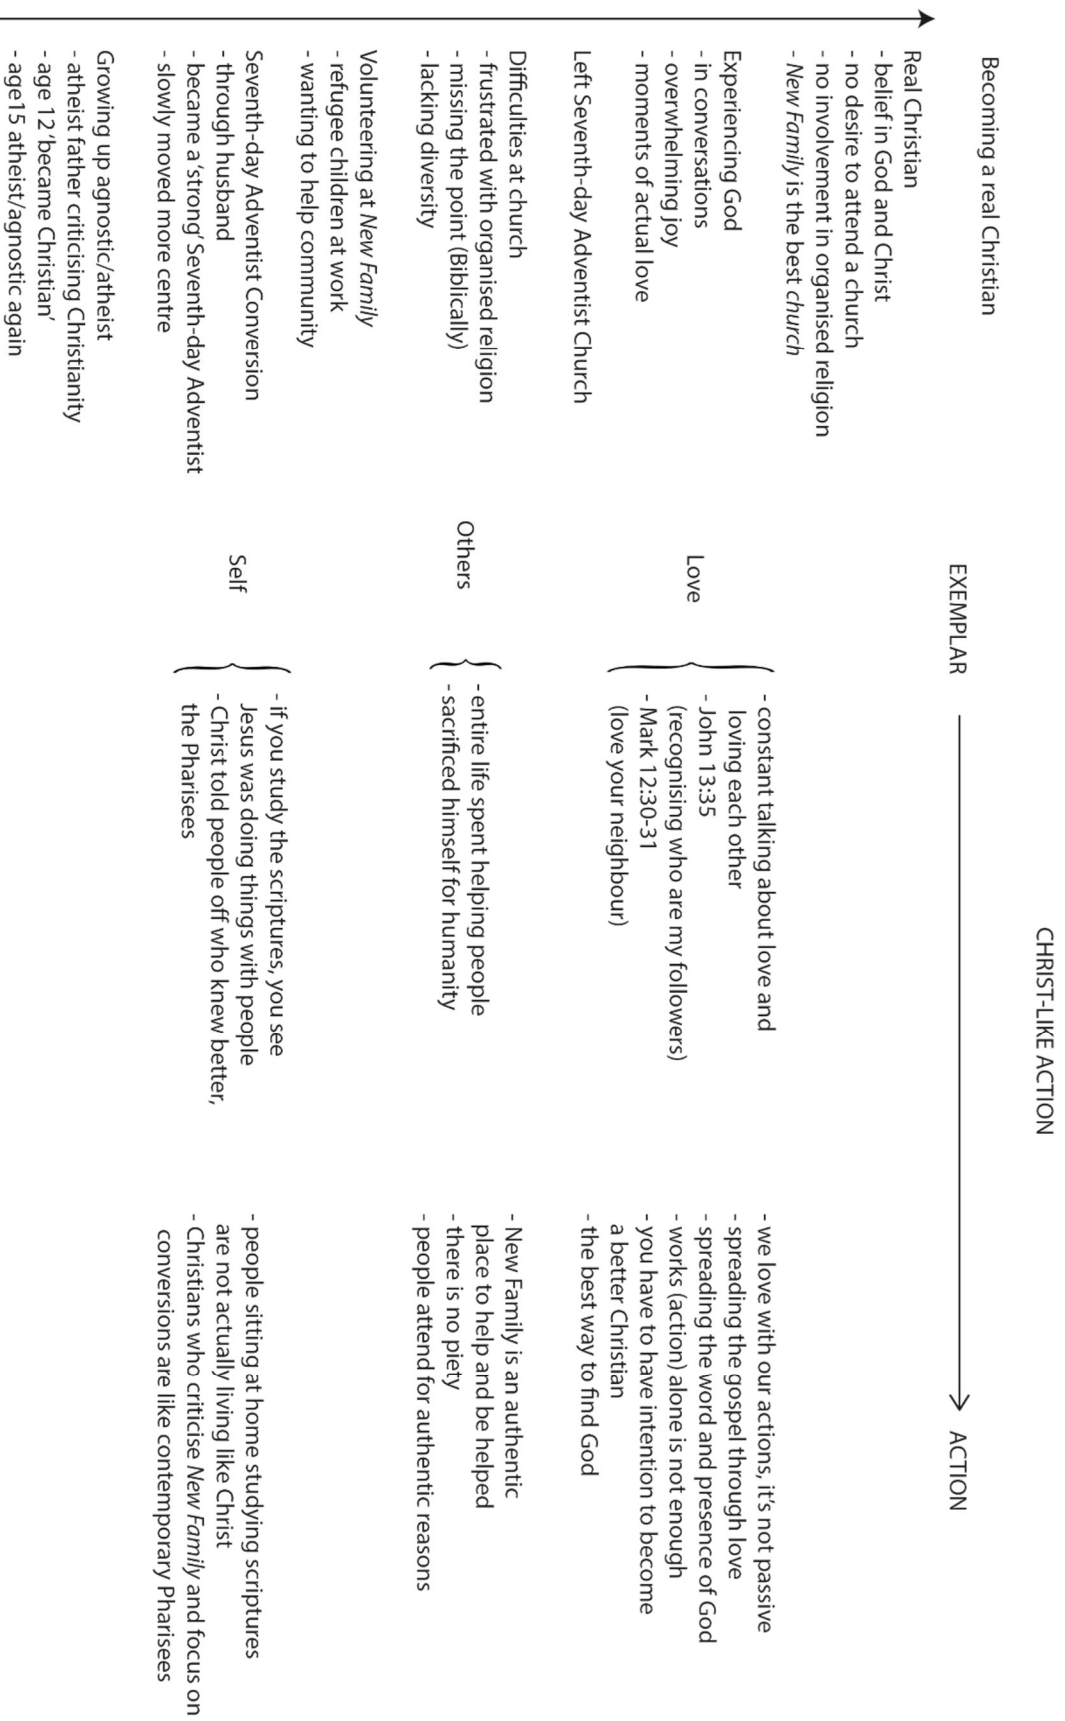 CHRIST-LIKE ACTION
Becoming a real Christian
EXEMPLAR
ACTION
Real Christian
- belief in God and Christ
- no desire to attend a church
- no involvement in organised religion
- New Family is the best church
Experiencing God
- in conversations
- overwhelming joy
- moments of actual love
Left Seventh-day Adventist Church
Difficulties at church
- frustrated with organised religion
- missing the point (Biblically)
- lacking diversity
Volunteering at New Family
- refugee children at work
- wanting to help community
Seventh-day Adventist Conversion
- through husband
- became a ‘strong’ Seventh-day Adventist
- slowly moved more centre
Growing up agnostic/atheist
- atheist father criticising Christianity
- age 12 ‘became Christian’
- age15 atheist/agnostic again
Love
- constant talking about love and
loving each other
- John 13:35
(recognising who are my followers)
- Mark 12:30-31
(love your neighbour)
- we love with our actions, it’s not passive
- spreading the gospel through love
- spreading the word and presence of God
- works (action) alone is not enough
- you have to have intention to become
a better Christian
- the best way to find God
Others
- entire life spent helping people
- sacrificed himself for humanity
- New Family is an authentic
place to help and be helped
- there is no piety
- people attend for authentic reasons
Self
- if you study the scriptures, you see
Jesus was doing things with people
- Christ told people off who knew better,
the Pharisees
- people sitting at home studying scriptures
are not actually living like Christ
- Christians who criticise New Family and focus on
conversions are like contemporary Pharisees